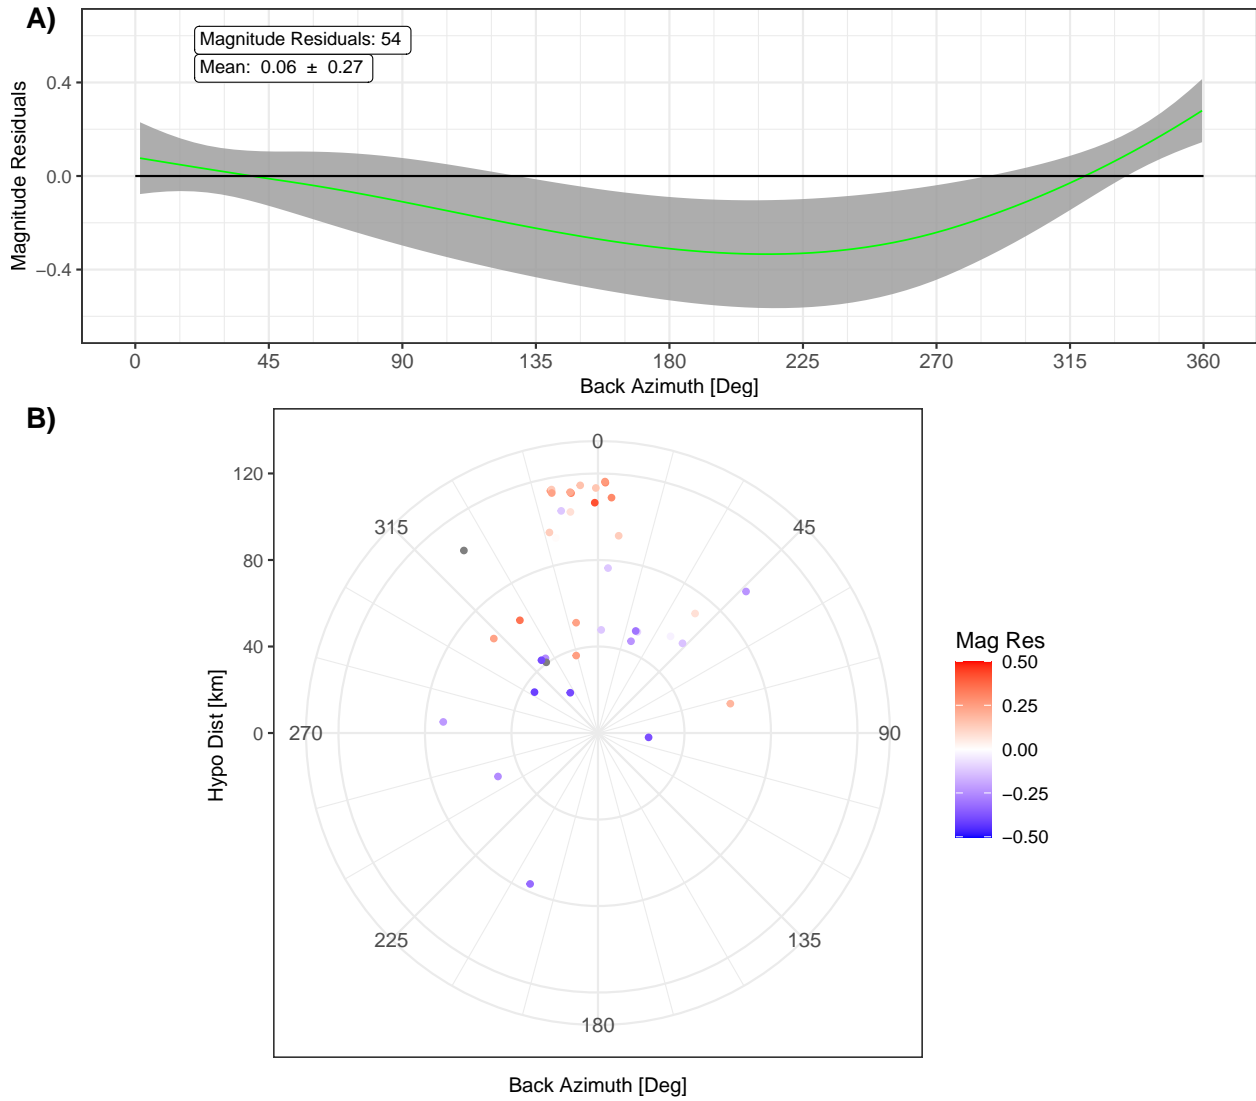 A)
Magnitude Residuals: 54
Mean:  0.06  ±  0.27
Magnitude Residuals
0.4
0.0
−0.4
0 45 90 135 180 225 270 315 360
Back Azimuth [Deg]
B)
Hypo Dist [km]
120
80
40
0
0
45
90
135
180
225
270
315
Back Azimuth [Deg]
Mag Res
0.50
0.25
0.00
−0.25
−0.50